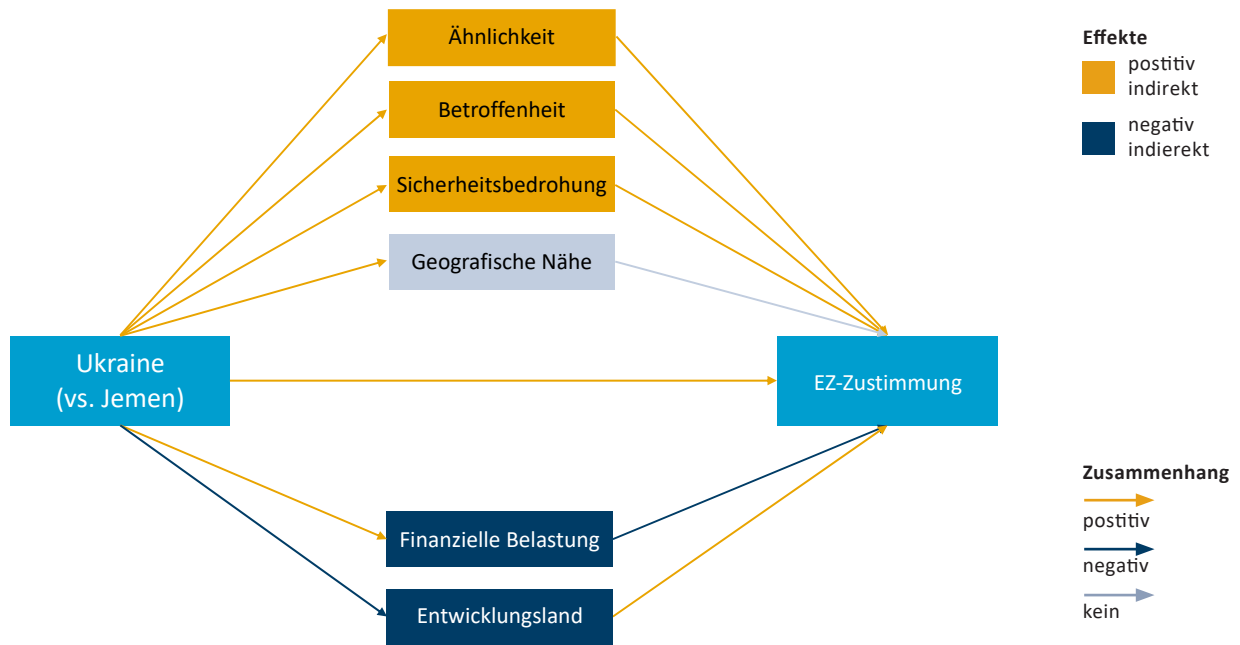 Ähnlichkeit
Betroffenheit
Sicherheitsbedrohung
Geografische Nähe
Ukraine
(vs. Jemen)
EZ-Zustimmung
Finanzielle Belastung
Entwicklungsland
Effekte
postitiv
indirekt
negativ
indierekt
Zusammenhang
postitiv
negativ
kein